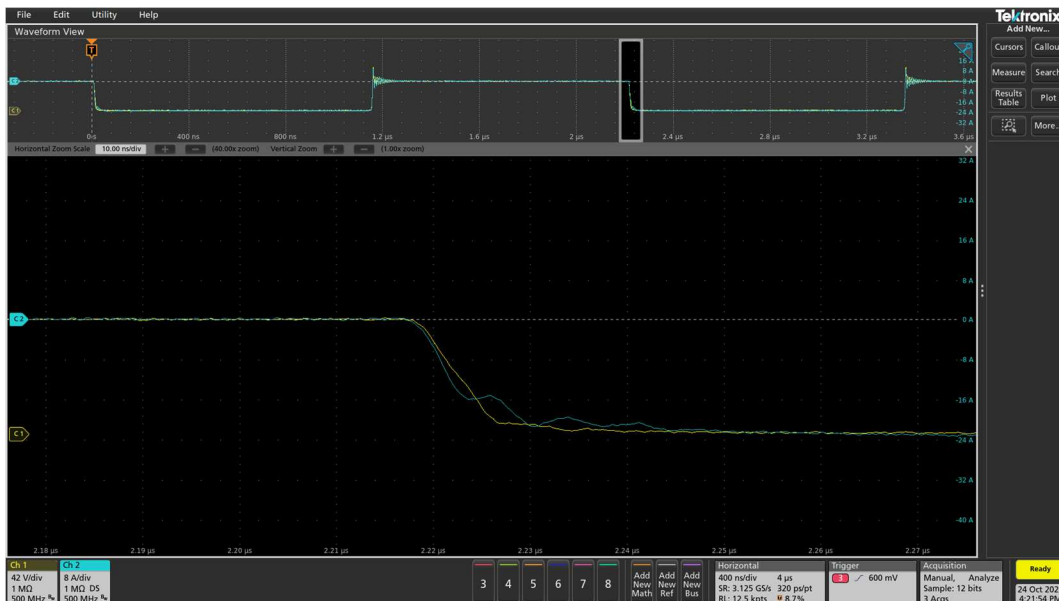 File Edit Utility Help
Tektronix
Waveform View
Add New...
Cursors
Measure
Search
Results Table
Plot
More...
T
C2
C1
16
8 A
-8 A
-16 A
-24 A
-32 A
0s 400 ns 800 ns 1.2 µs 1.6 µs 2 µs 2.4 µs 2.8 µs 3.2 µs 3.6 µs
Horizontal Zoom Scale 10.00 ns/div + − (40.00x zoom) Vertical Zoom + − (1.00x zoom)
32 A
24 A
16 A
8 A
C2
0 A
-8 A
-16 A
C1
-24 A
-32 A
-40 A
2.18 µs 2.19 µs 2.20 µs 2.21 µs 2.22 µs 2.23 µs 2.24 µs 2.25 µs 2.26 µs 2.27 µs
Ch 1
42 V/div
1 MΩ
500 MHz
Ch 2
8 A/div
1 MΩ DS
500 MHz
3 4 5 6 7 8
Add New Math
Add New Ref
Add New Bus
Horizontal
400 ns/div 4 µs
SR: 3.125 GS/s 320 ps/pt
RL: 12.5 kpts 8.7%
Trigger
3 600 mV
Acquisition
Manual, Analyze
Sample: 12 bits
3 Acqs
Ready
24 Oct 202
4:21:54 PM